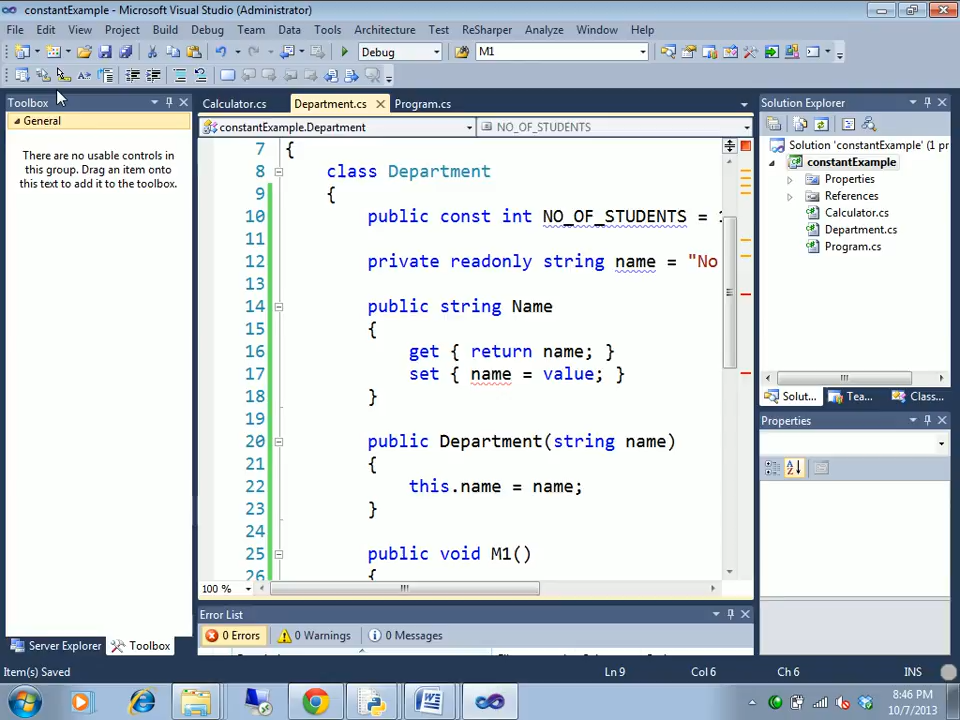 constantExample - Microsoft Visual Studio (Administrator)
File Edit View Project Build Debug Team Data Tools Architecture Test ReSharper Analyze Window Help
Debug M1
Toolbox
General
There are no usable controls in
this group. Drag an item onto
this text to add it to the toolbox.
Server Explorer Toolbox
Calculator.cs Department.cs Program.cs
constantExample.Department NO_OF_STUDENTS
7 {
8 class Department
9 {
10 public const int NO_OF_STUDENTS =
11
12 private readonly string name = "No
13
14 public string Name
15 {
16 get { return name; }
17 set { name = value; }
18 }
19
20 public Department(string name)
21 {
22 this.name = name;
23 }
24
25 public void M1()
26 {
100 %
Error List
0 Errors 0 Warnings 0 Messages
Solution Explorer
Solution 'constantExample' (1 pr
constantExample
Properties
References
Calculator.cs
Department.cs
Program.cs
Solut... Tea... Class...
Properties
Item(s) Saved Ln 9 Col 6 Ch 6 INS
8:46 PM
10/7/2013